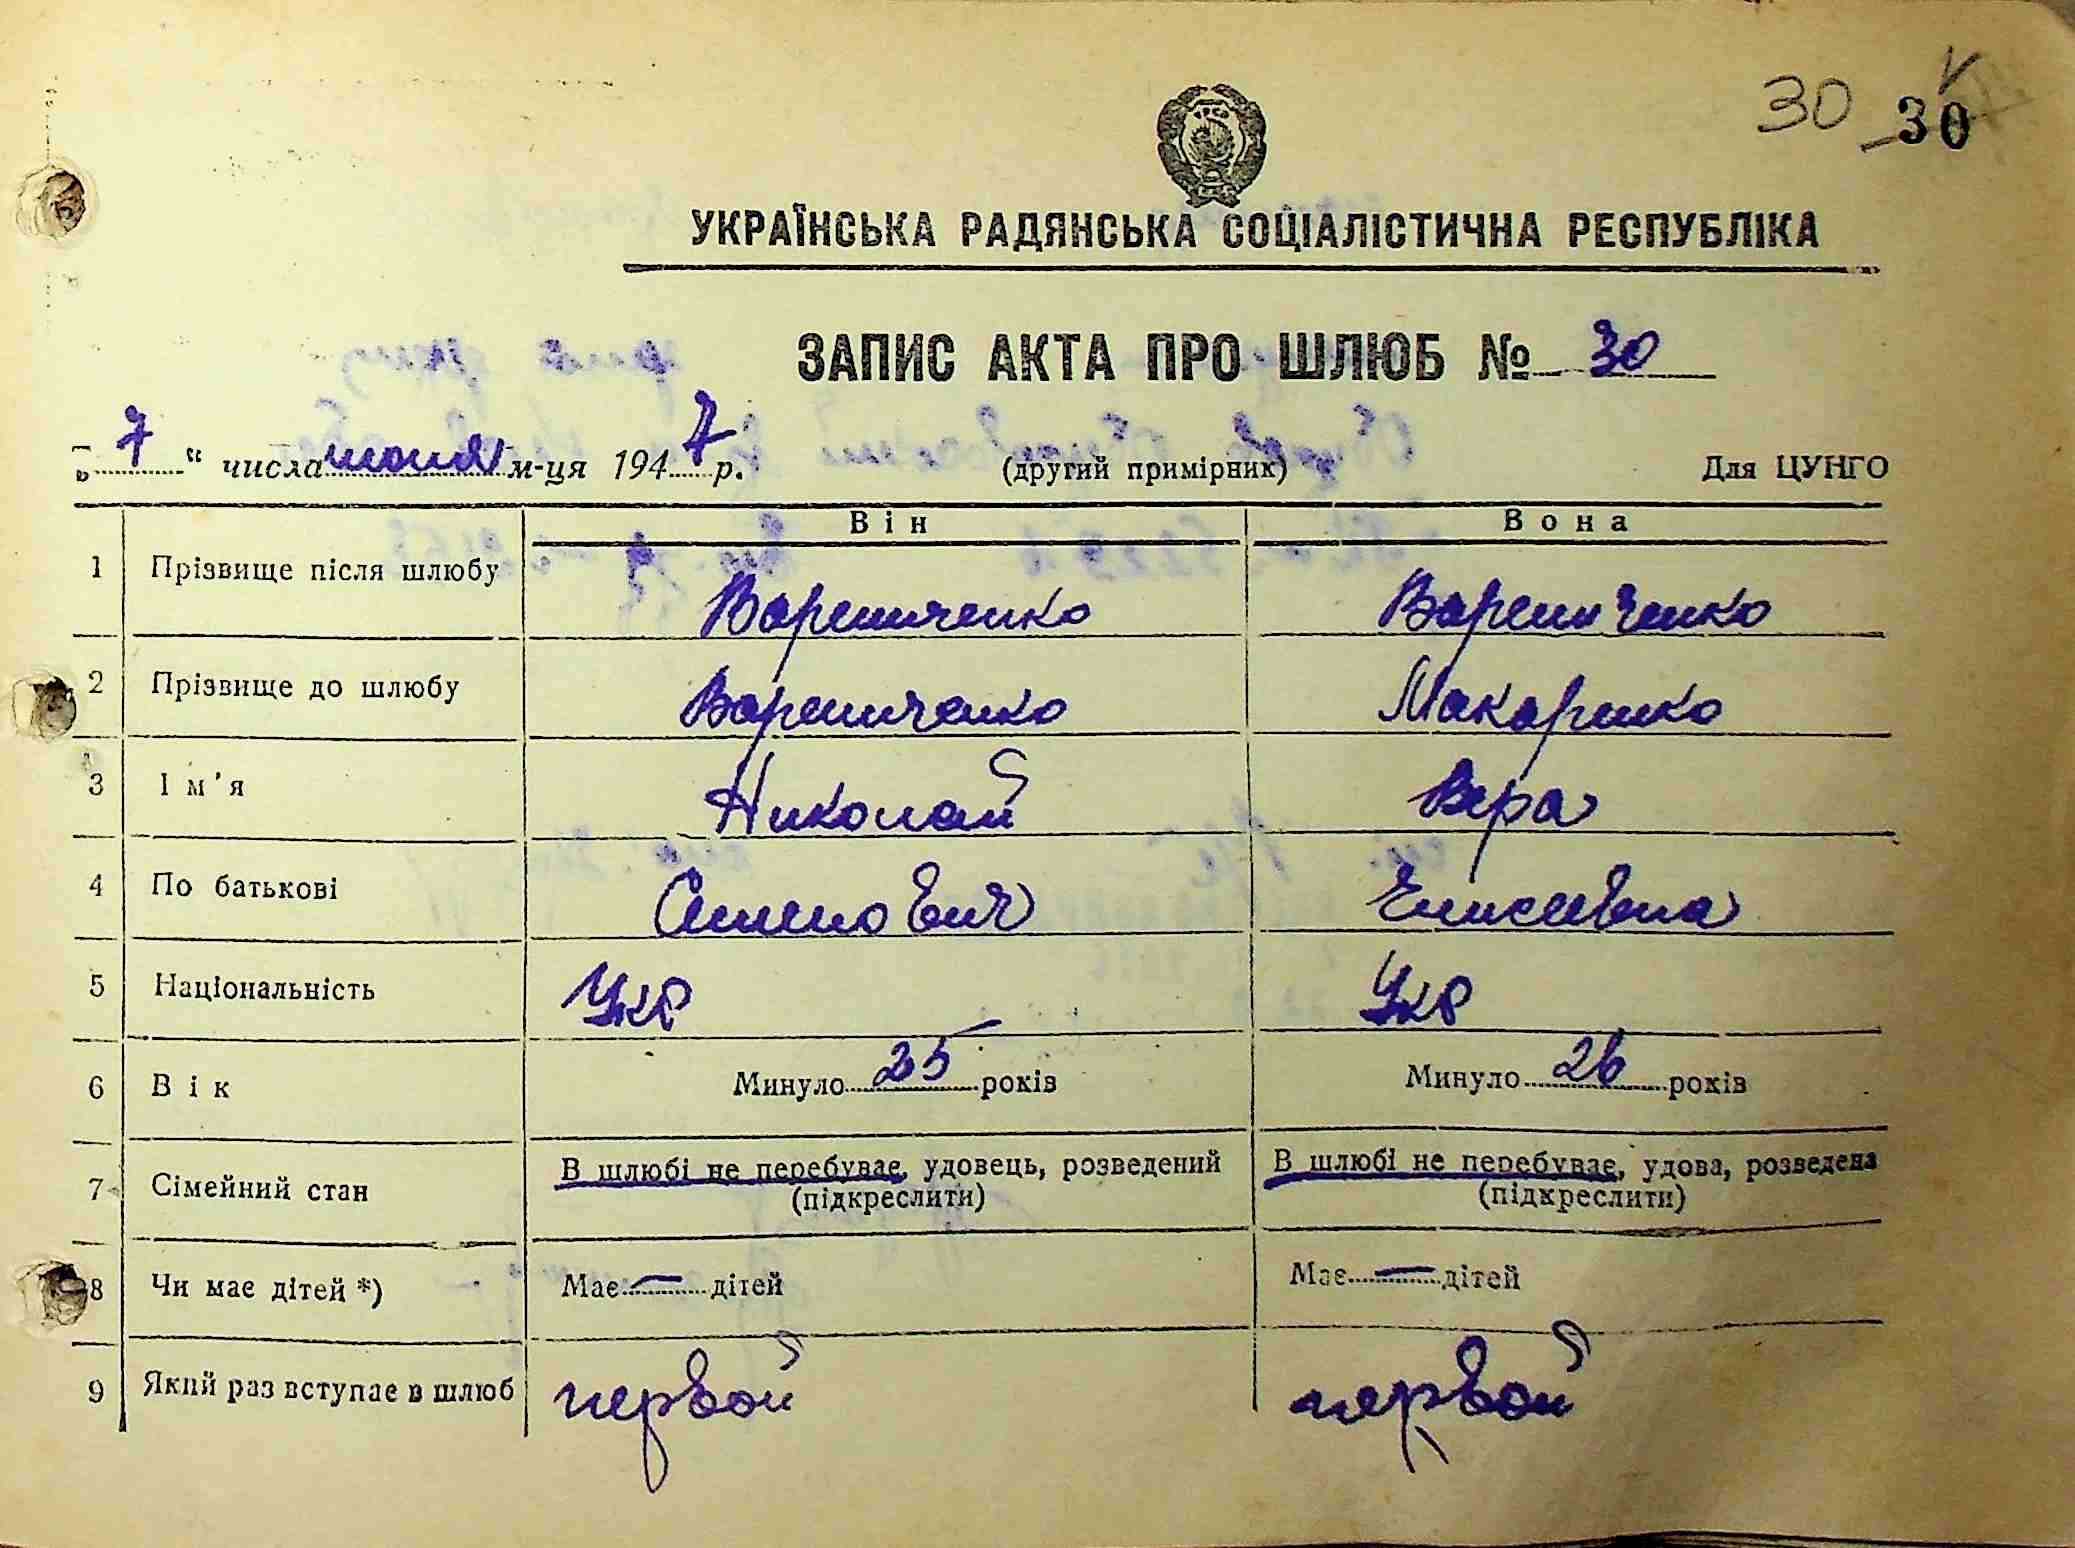 30 30
УКРАЇНСЬКА РАДЯНСЬКА СОЦІАЛІСТИЧНА РЕСПУБЛІКА
ЗАПИС АКТА ПРО ШЛЮБ № 30
„ 7 “ числа июня м-ця 194 7 р. (другий примірник) Для ЦУНГО
Він Вона
1 Прізвище після шлюбу Варениченко Варениченко
2 Прізвище до шлюбу Варениченко Макаренко
3 Ім'я Николай Вера
4 По батькові Семенович Елисеевна
5 Національність Укр Укр
6 Вік Минуло 25 років Минуло 26 років
7 Сімейний стан В шлюбі не перебуває, удовець, розведений В шлюбі не перебуває, удова, розведена
(підкреслити) (підкреслити)
8 Чи має дітей *) Має — дітей Має — дітей
9 Який раз вступає в шлюб первой первой